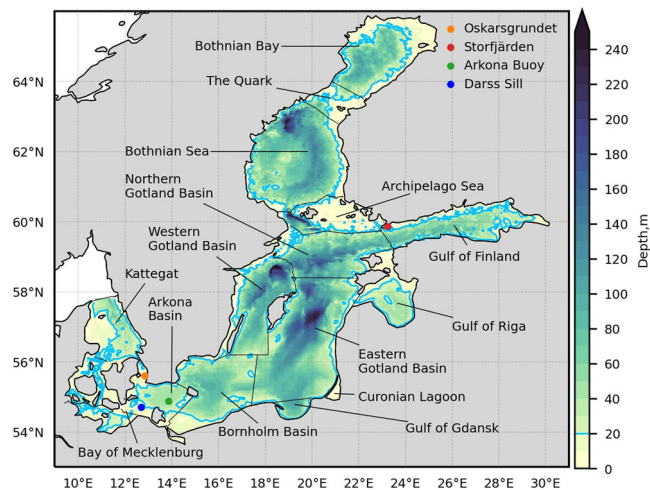 Oskarsgrundet
Storfjärden
Arkona Buoy
Darss Sill
Bothnian Bay
The Quark
Bothnian Sea
Northern
Gotland Basin
Archipelago Sea
Western
Gotland Basin
Gulf of Finland
Kattegat
Arkona
Basin
Gulf of Riga
Eastern
Gotland Basin
Curonian Lagoon
Bornholm Basin
Gulf of Gdansk
Bay of Mecklenburg
64°N
62°N
60°N
58°N
56°N
54°N
10°E 12°E 14°E 16°E 18°E 20°E 22°E 24°E 26°E 28°E 30°E
240
220
200
180
160
140
120
100
80
60
40
20
0
Depth,m